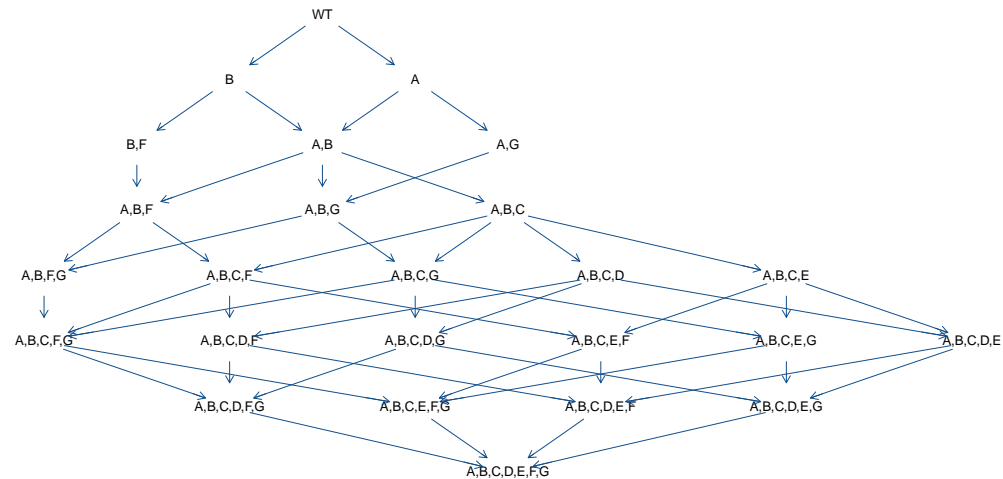 WT
B A
B,F A,B A,G
A,B,F A,B,G A,B,C
A,B,F,G A,B,C,F A,B,C,G A,B,C,D A,B,C,E
A,B,C,F,G A,B,C,D,F A,B,C,D,G A,B,C,E,F A,B,C,E,G A,B,C,D,E
A,B,C,D,F,G A,B,C,E,F,G A,B,C,D,E,F A,B,C,D,E,G
A,B,C,D,E,F,G